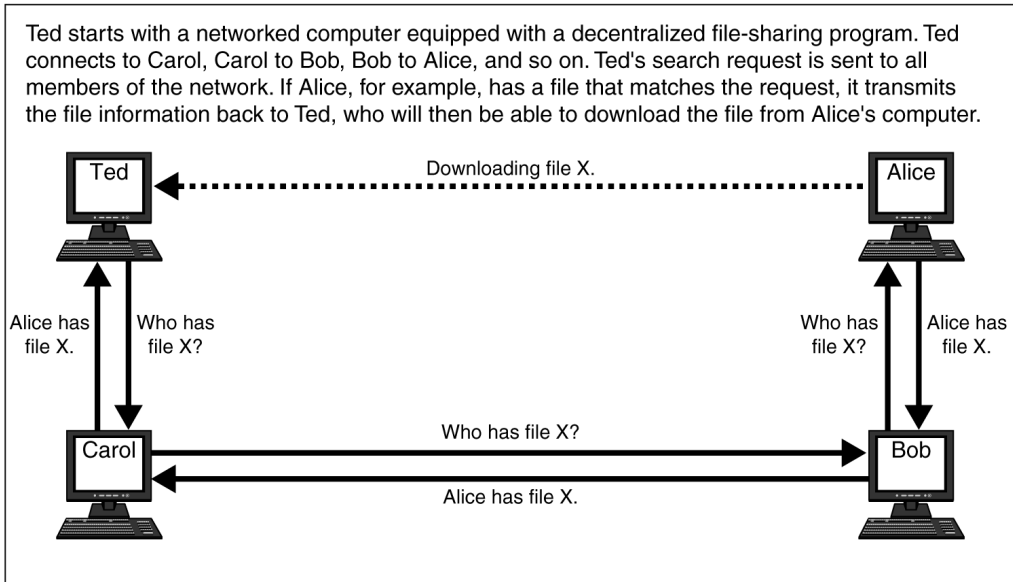 Ted starts with a networked computer equipped with a decentralized file-sharing program. Ted
connects to Carol, Carol to Bob, Bob to Alice, and so on. Ted's search request is sent to all
members of the network. If Alice, for example, has a file that matches the request, it transmits
the file information back to Ted, who will then be able to download the file from Alice's computer.
Ted
Downloading file X.
Alice
Alice has
file X.
Who has
file X?
Who has
file X?
Alice has
file X.
Carol
Who has file X?
Alice has file X.
Bob